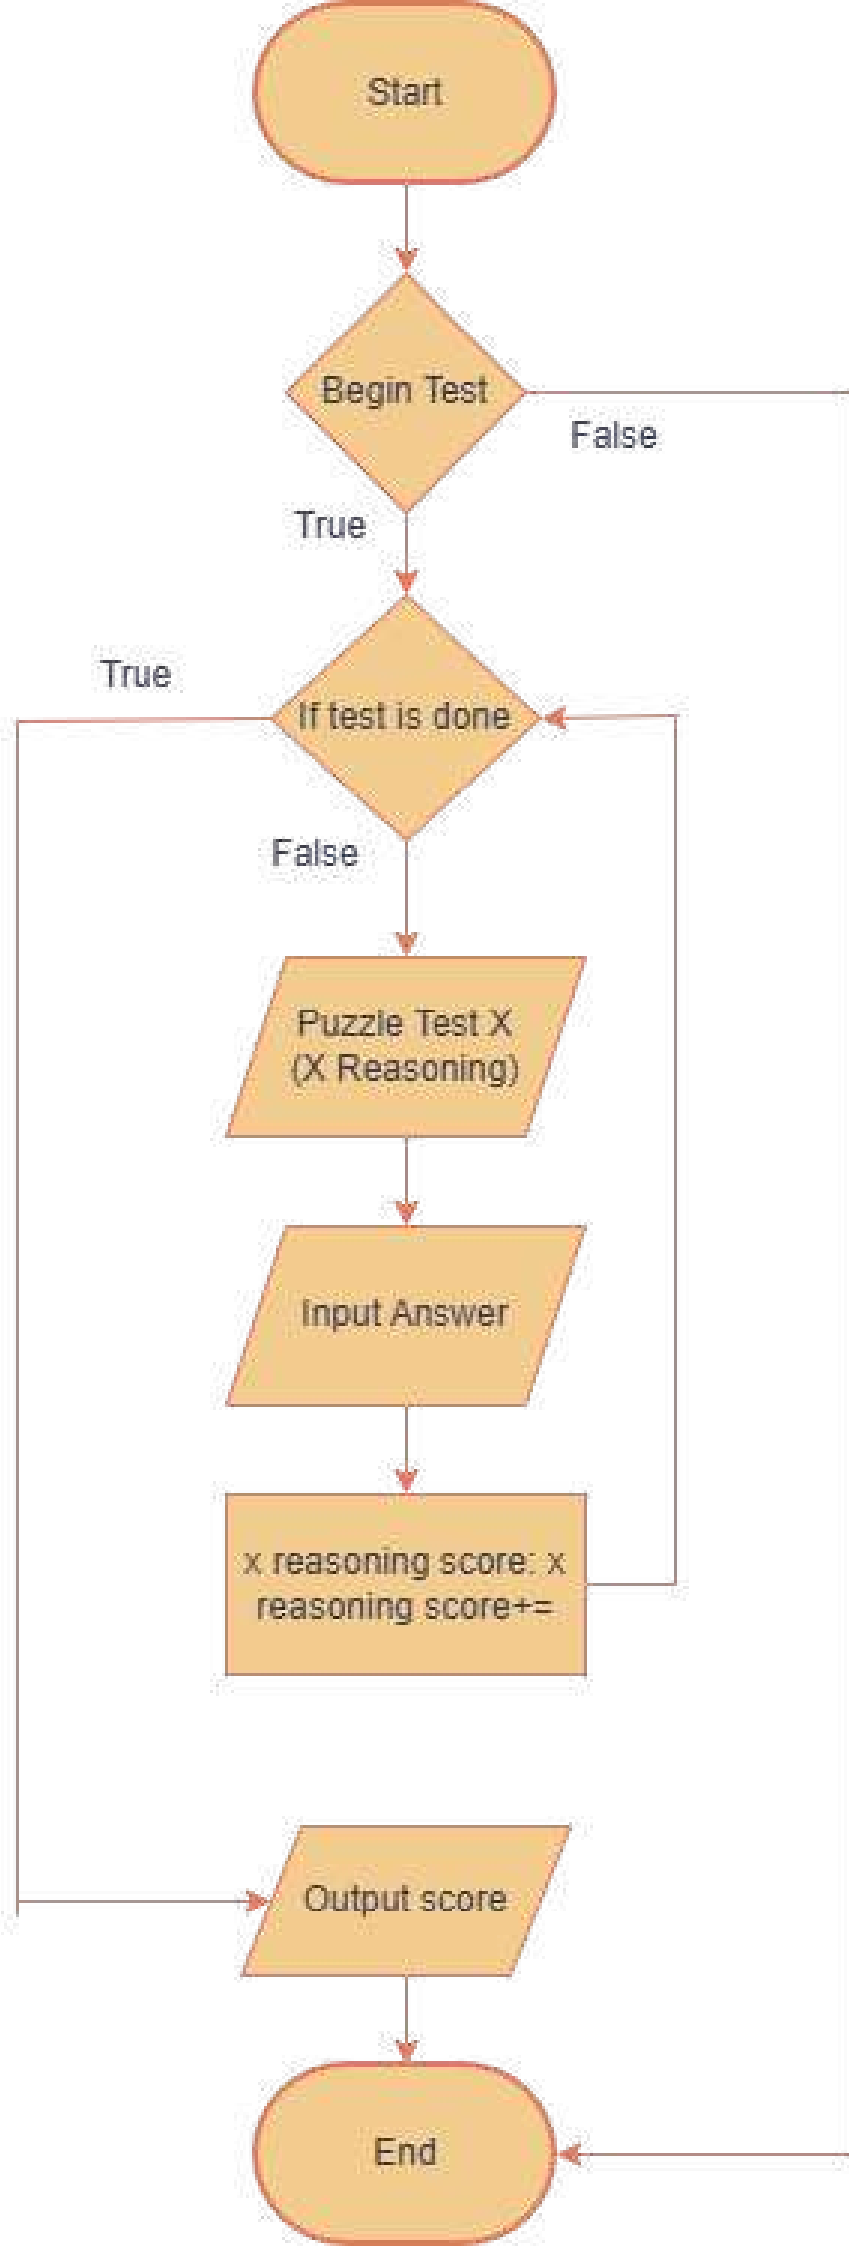 Start
Begin Test
False
True
True
If test is done
False
Puzzle Test X
(X Reasoning)
Input Answer
x reasoning score: x
reasoning score+=
Output score
End